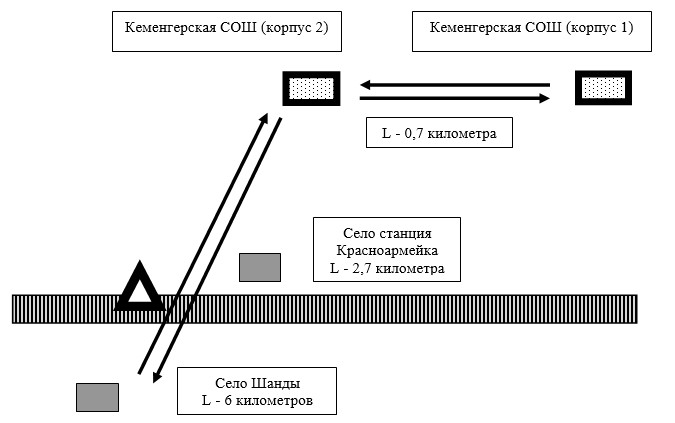 Кеменгерская СОШ (корпус 2)
Кеменгерская СОШ (корпус 1)
L - 0,7 километра
Село станция
Красноармейка
L - 2,7 километра
Село Шанды
L - 6 километров